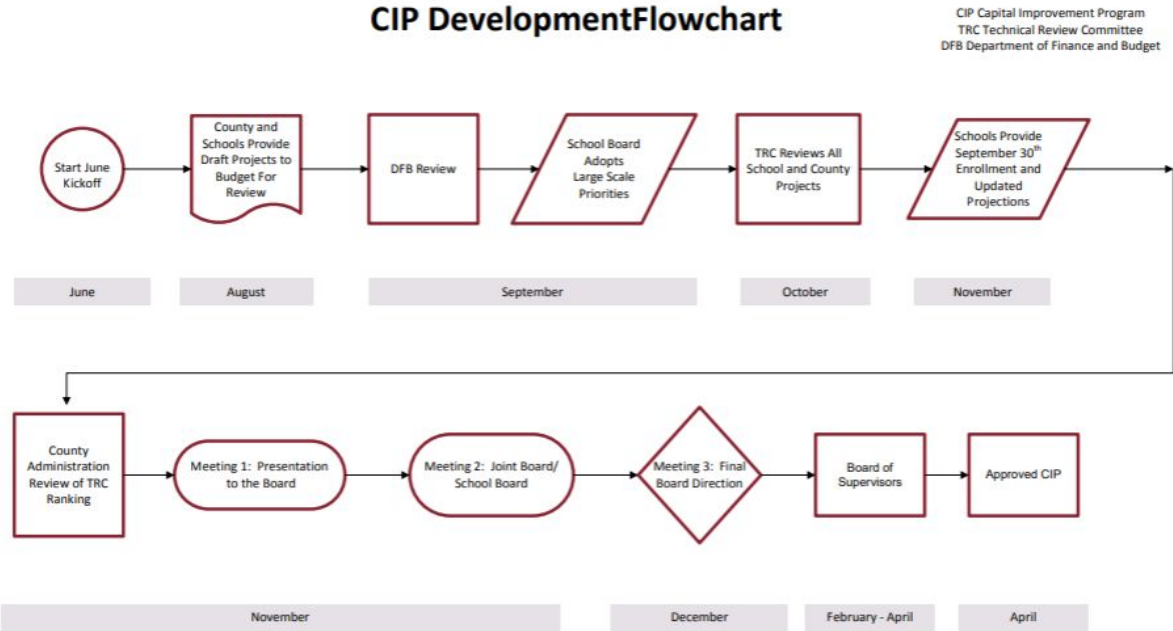 CIP DevelopmentFlowchart
CIP Capital Improvement Program
TRC Technical Review Committee
DFB Department of Finance and Budget
Start June
Kickoff
County and
Schools Provide
Draft Projects to
Budget For
Review
DFB Review
School Board
Adopts
Large Scale
Priorities
TRC Reviews All
School and County
Projects
Schools Provide
September 30th
Enrollment and
Updated
Projections
June
August
September
October
November
County
Administration
Review of TRC
Ranking
Meeting 1: Presentation
to the Board
Meeting 2: Joint Board/
School Board
Meeting 3: Final
Board Direction
Board of
Supervisors
Approved CIP
November
December
February - April
April